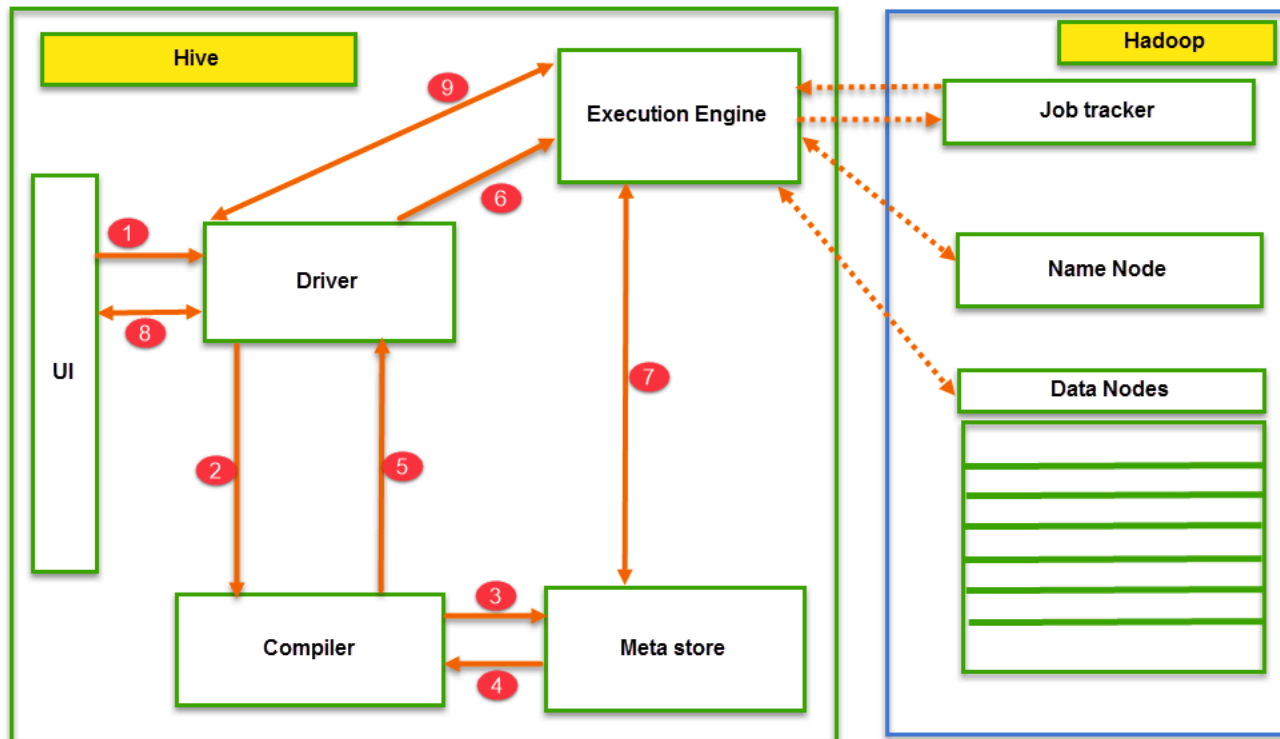 Hive
Hadoop
9
Execution Engine
Job tracker
6
1
Driver
Name Node
8
UI
7
Data Nodes
2
5
3
Compiler
Meta store
4